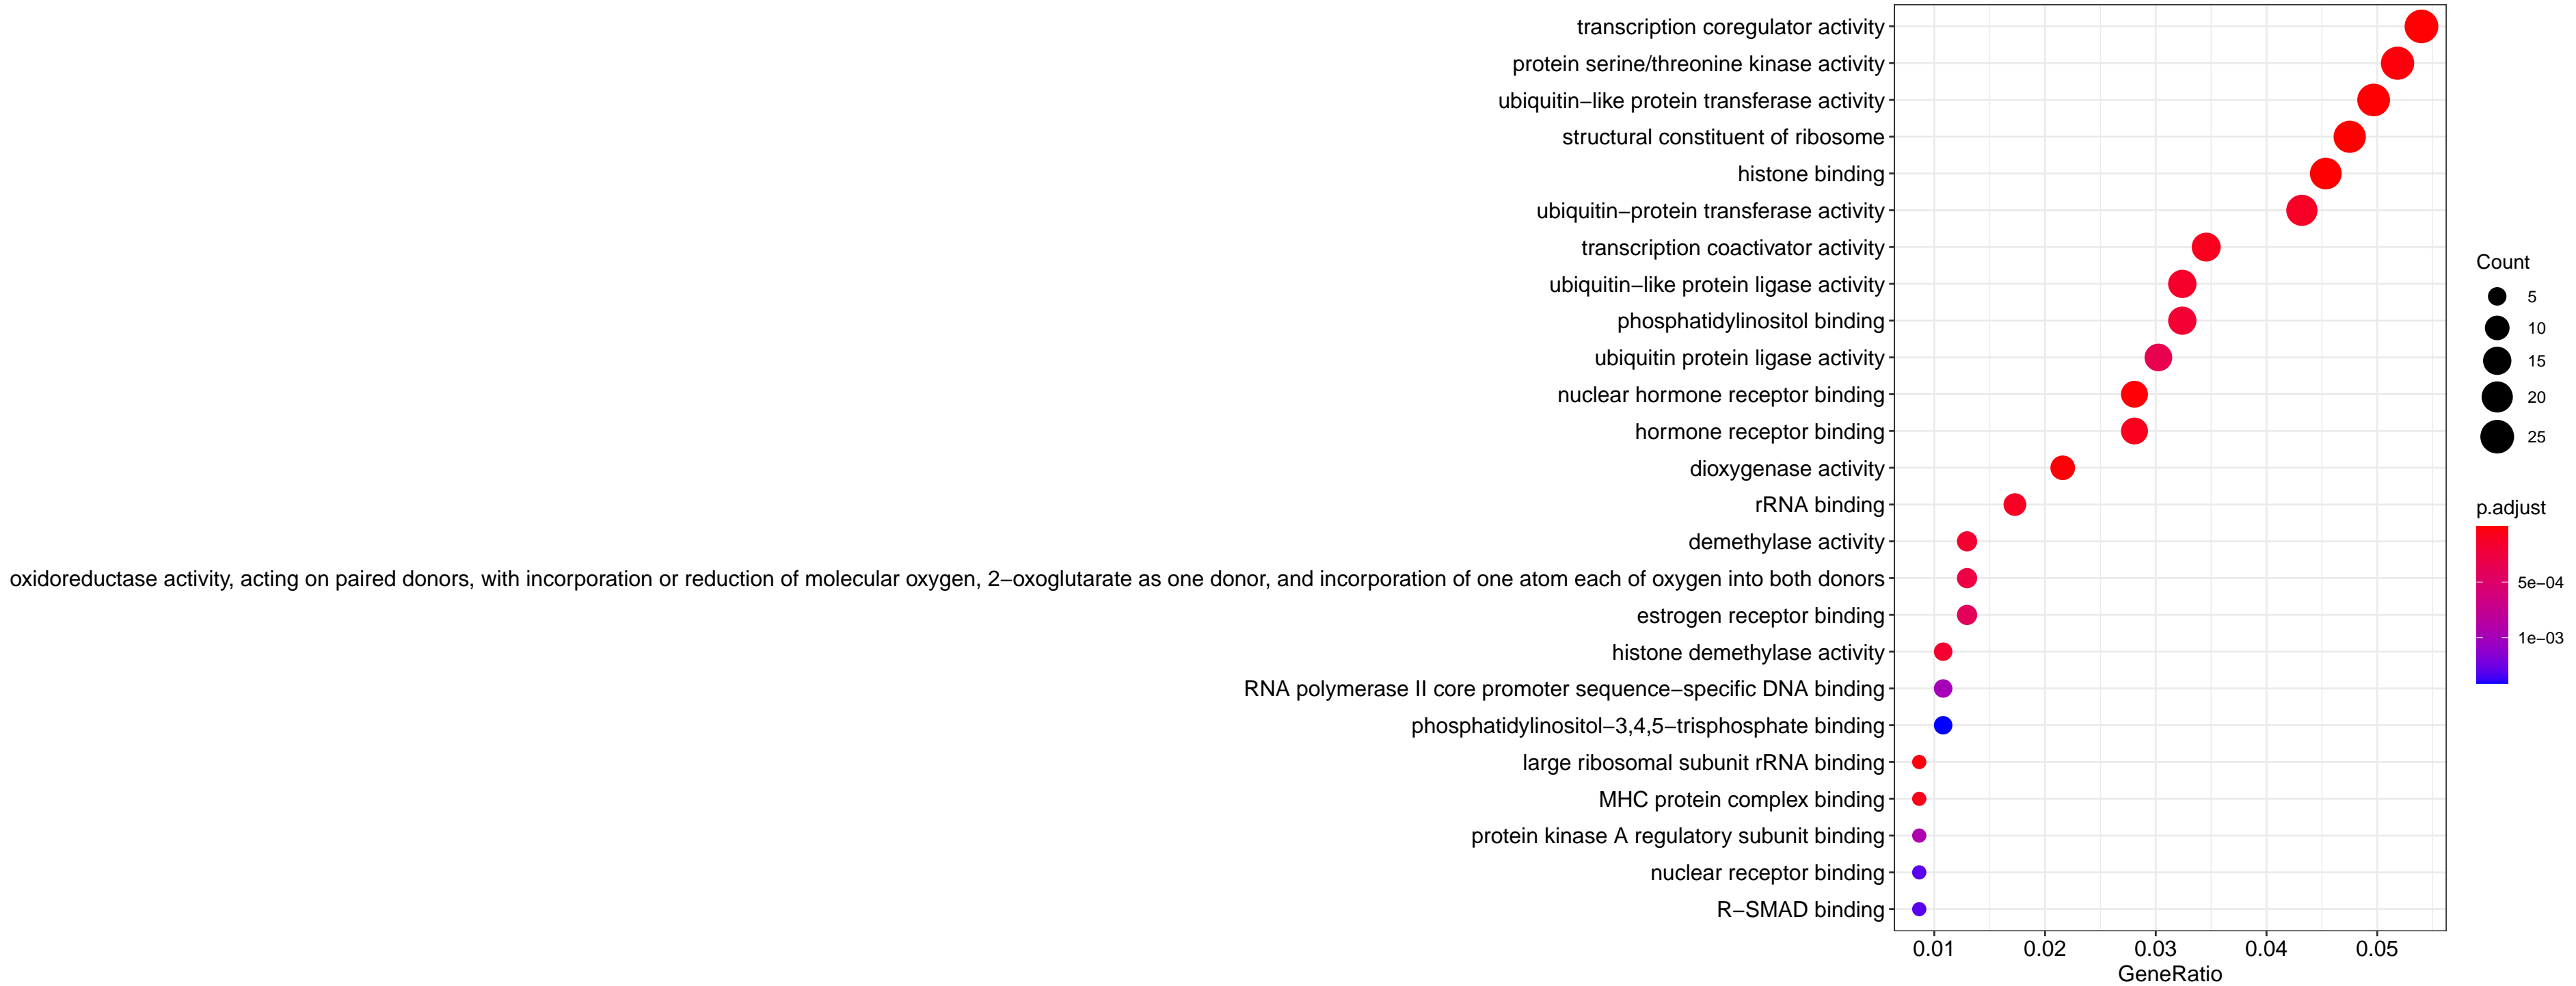 transcription coregulator activity
protein serine/threonine kinase activity
ubiquitin−like protein transferase activity
structural constituent of ribosome
histone binding
ubiquitin−protein transferase activity
transcription coactivator activity
ubiquitin−like protein ligase activity
phosphatidylinositol binding
ubiquitin protein ligase activity
nuclear hormone receptor binding
hormone receptor binding
dioxygenase activity
rRNA binding
demethylase activity
oxidoreductase activity, acting on paired donors, with incorporation or reduction of molecular oxygen, 2−oxoglutarate as one donor, and incorporation of one atom each of oxygen into both donors
estrogen receptor binding
histone demethylase activity
RNA polymerase II core promoter sequence−specific DNA binding
phosphatidylinositol−3,4,5−trisphosphate binding
large ribosomal subunit rRNA binding
MHC protein complex binding
protein kinase A regulatory subunit binding
nuclear receptor binding
R−SMAD binding
0.01 0.02 0.03 0.04 0.05
GeneRatio
Count
5
10
15
20
25
p.adjust
5e−04
1e−03